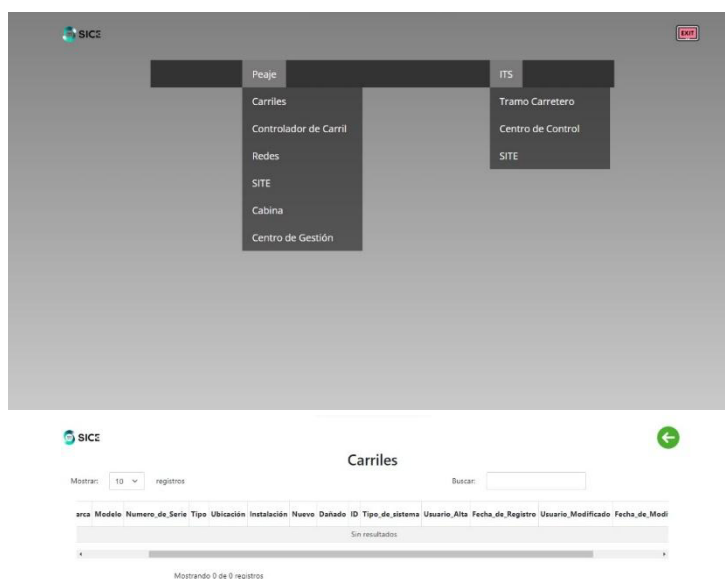 SICE
EXIT
Peaje ITS
Carriles Tramo Carretero
Controlador de Carril Centro de Control
Redes SITE
SITE
Cabina
Centro de Gestión
SICE
Carriles
Mostrar: 10 registros Buscar:
arca Modelo Numero_de_Serie Tipo Ubicación Instalación Nuevo Dañado ID Tipo_de_sistema Usuario_Alta Fecha_de_Registro Usuario_Modificado Fecha_de_Modi
Sin resultados
Mostrando 0 de 0 registros